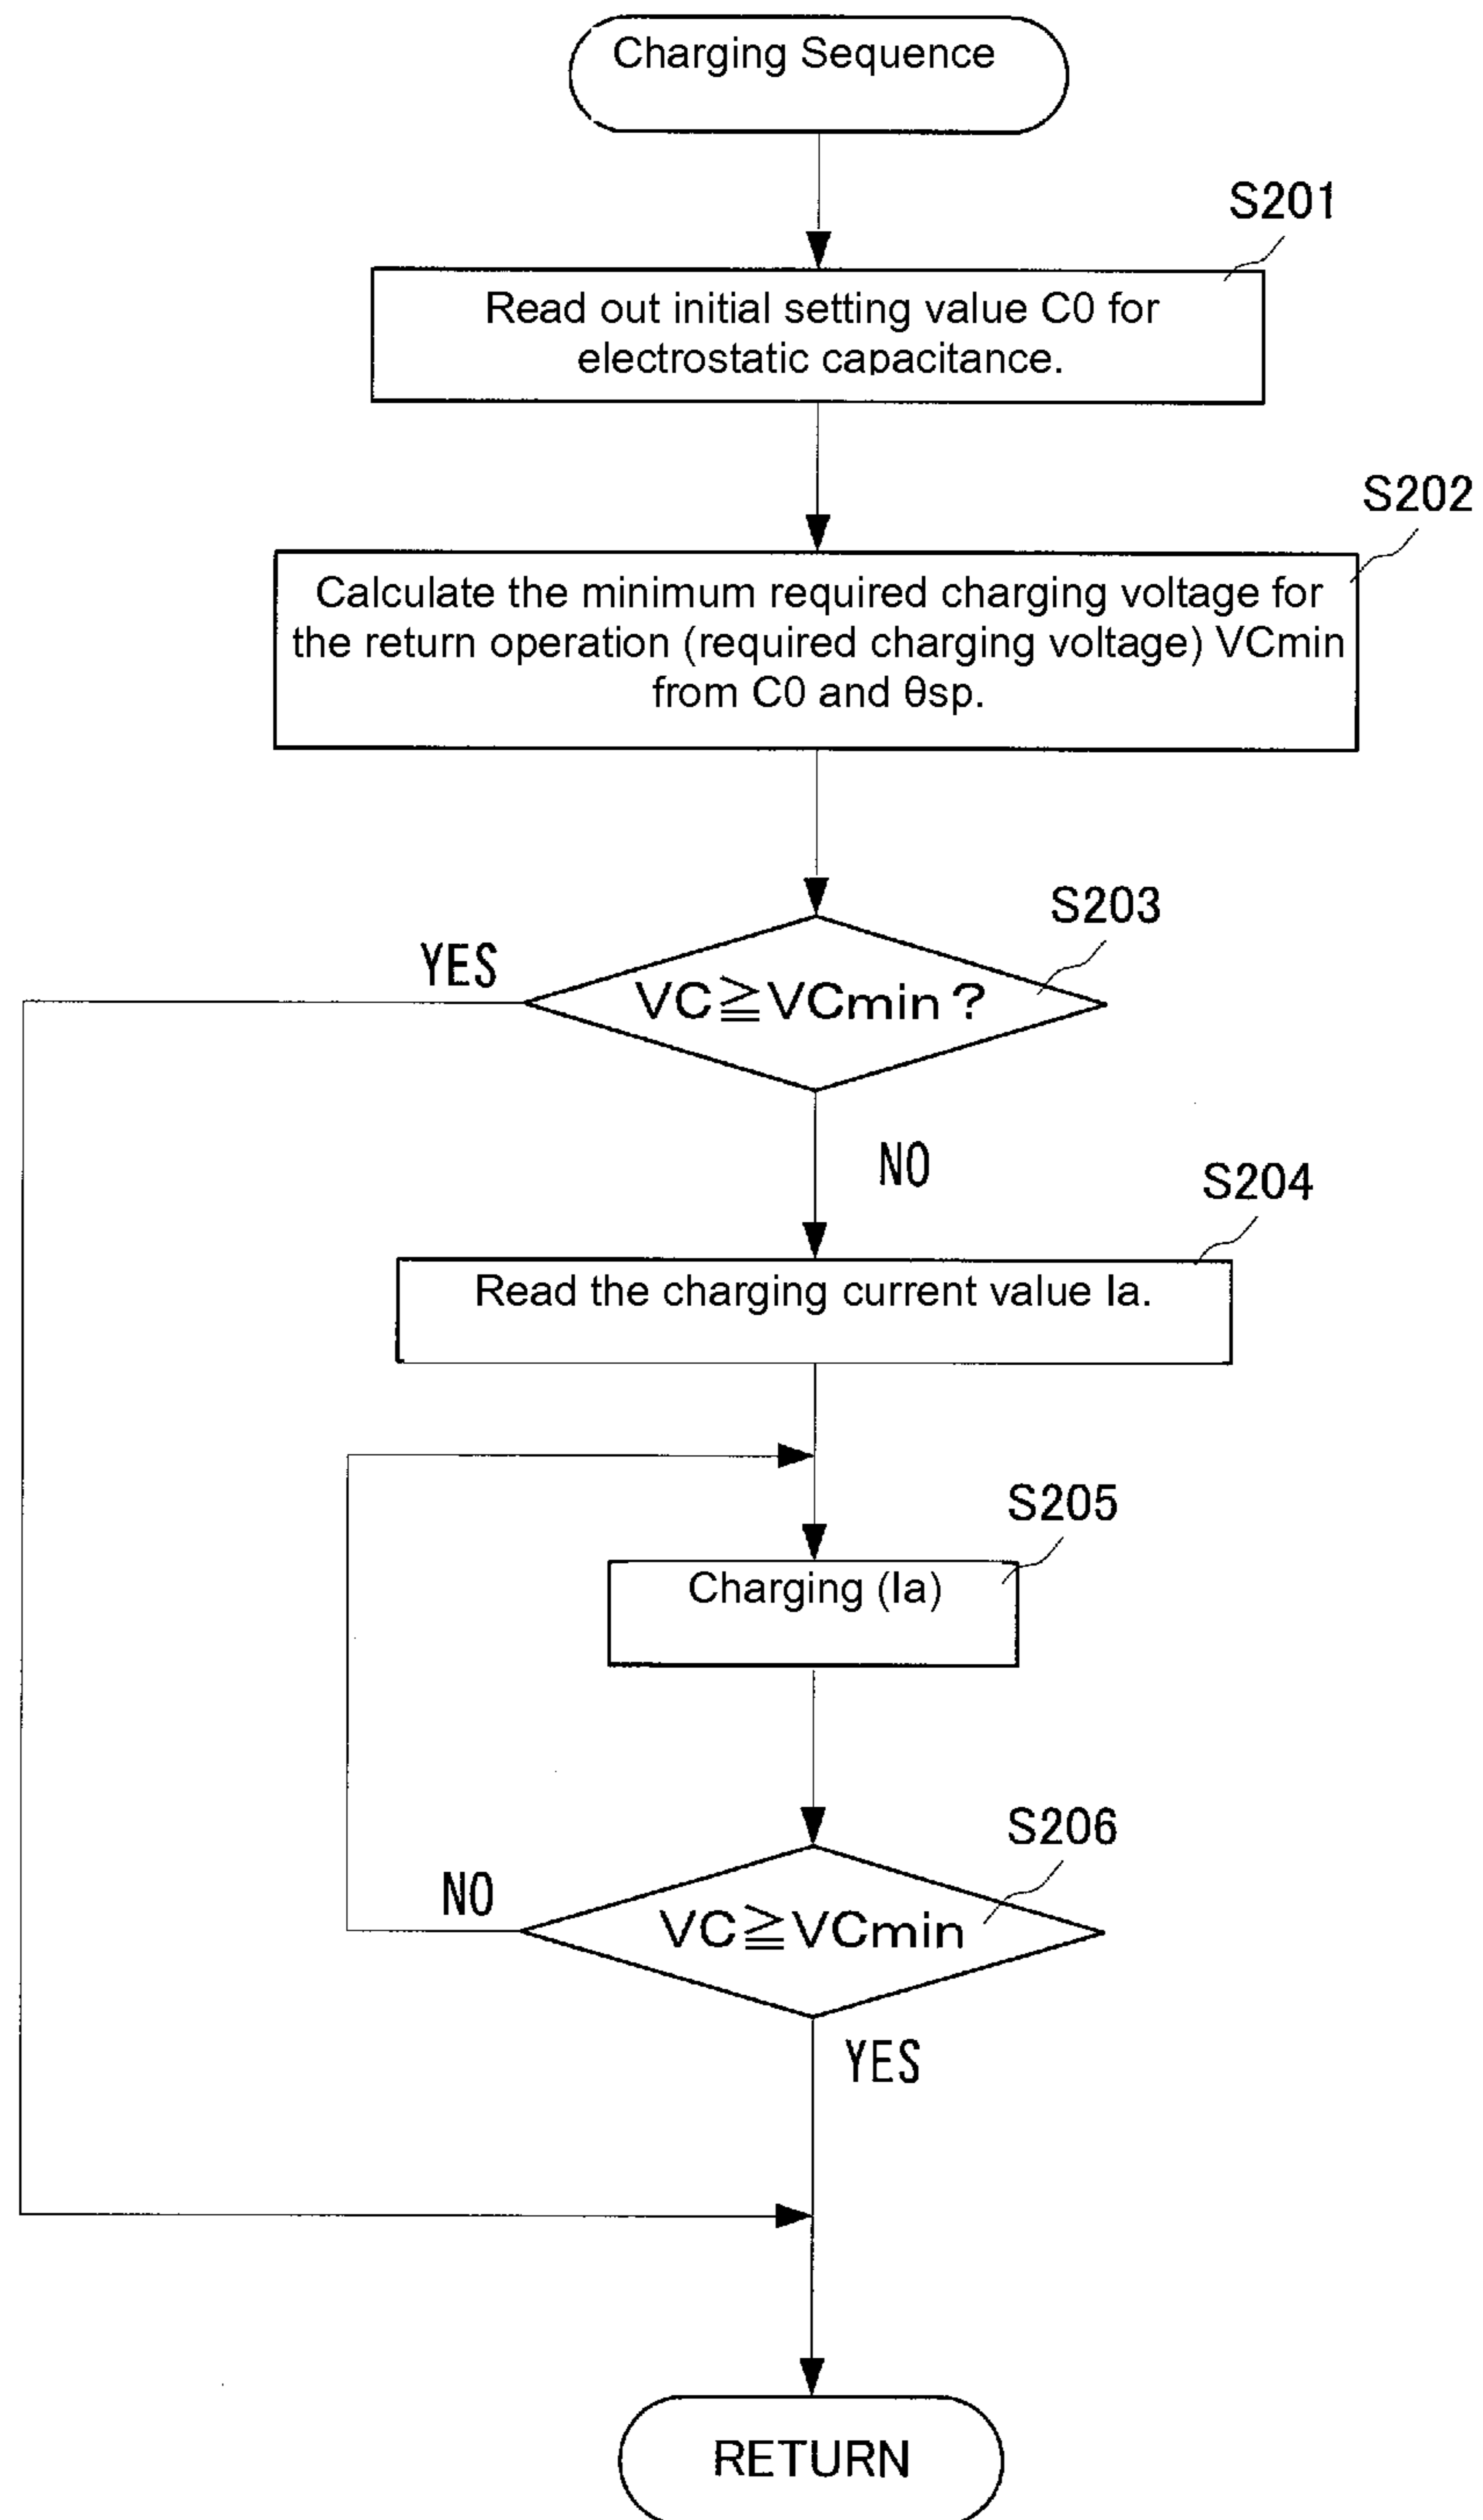 Charging Sequence
S201
Read out initial setting value C0 for
electrostatic capacitance.
S202
Calculate the minimum required charging voltage for
the return operation (required charging voltage) VCmin
from C0 and θsp.
S203
YES
VC≧VCmin ?
NO
S204
Read the charging current value Ia.
S205
Charging (Ia)
S206
NO
VC≧VCmin
YES
RETURN